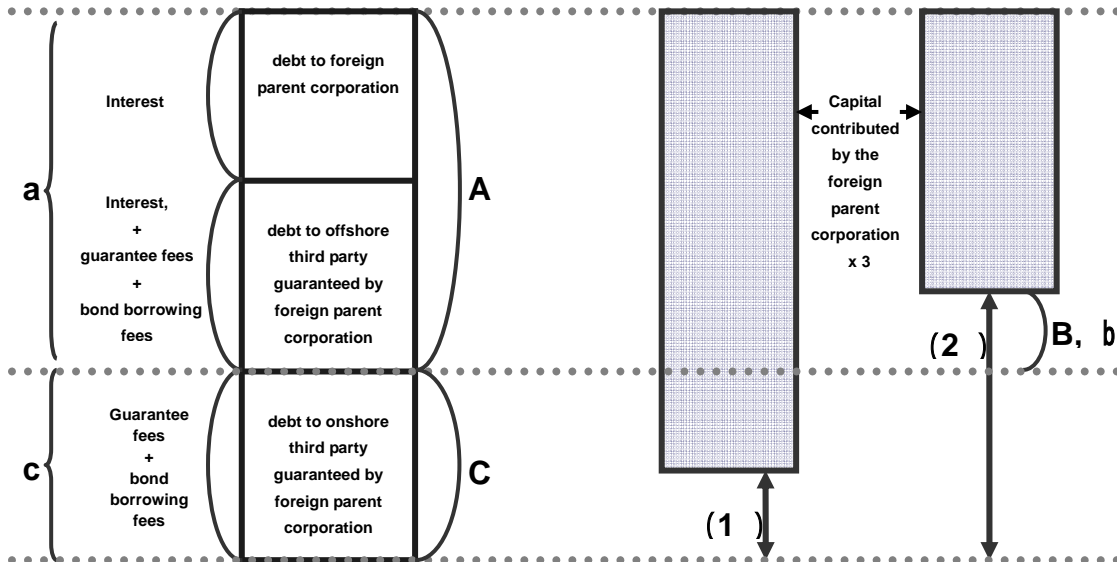 a
Interest
Interest,
+
guarantee fees
+
bond borrowing
fees
c
Guarantee
fees
+
bond
borrowing
fees
debt to foreign
parent corporation
debt to offshore
third party
guaranteed by
foreign parent
corporation
debt to onshore
third party
guaranteed by
foreign parent
corporation
A
C
(1 )
Capital
contributed
by the
foreign
parent
corporation
x 3
(2 )
B, b